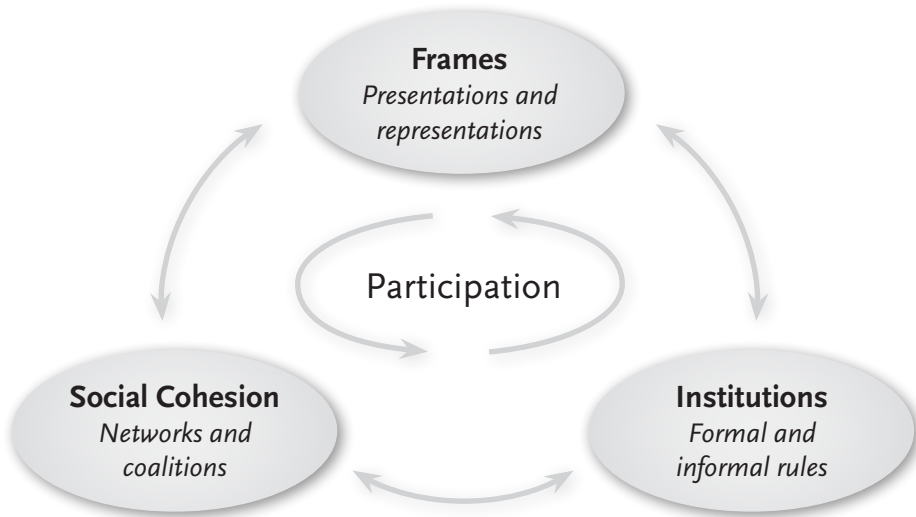 Frames
Presentations and
representations
Participation
Social Cohesion
Networks and
coalitions
Institutions
Formal and
informal rules